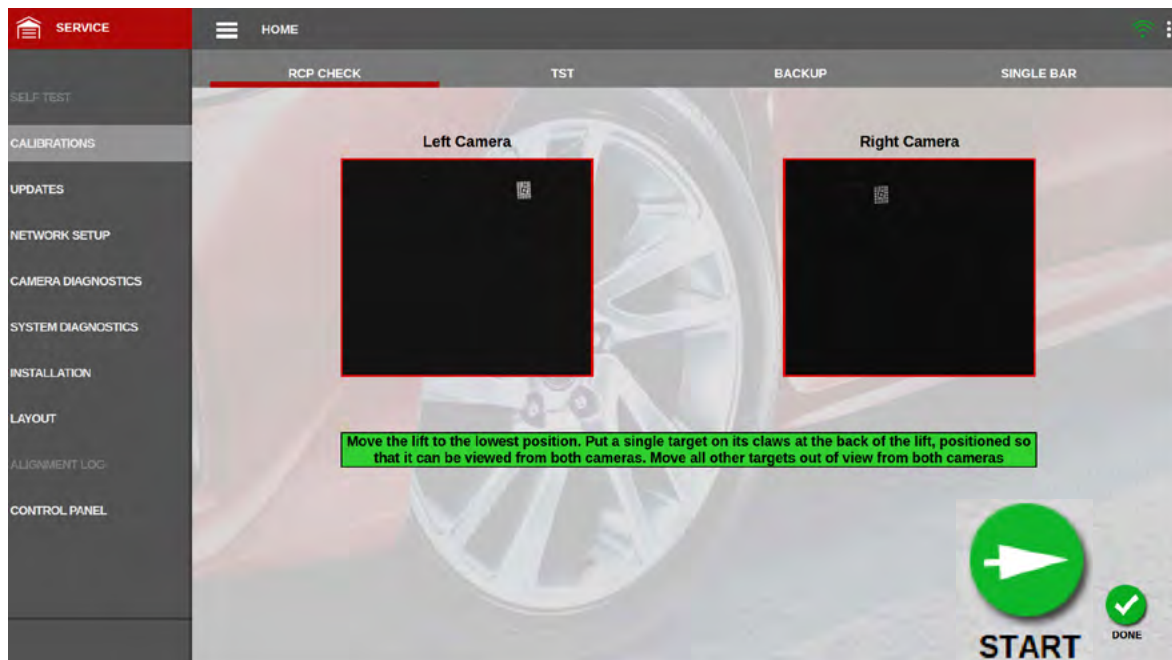 SERVICE
HOME
RCP CHECK
TST
BACKUP
SINGLE BAR
SELF TEST
CALIBRATIONS
UPDATES
NETWORK SETUP
CAMERA DIAGNOSTICS
SYSTEM DIAGNOSTICS
INSTALLATION
LAYOUT
ALIGNMENT LOG
CONTROL PANEL
Left Camera
Right Camera
Move the lift to the lowest position. Put a single target on its claws at the back of the lift, positioned so
that it can be viewed from both cameras. Move all other targets out of view from both cameras
START
DONE